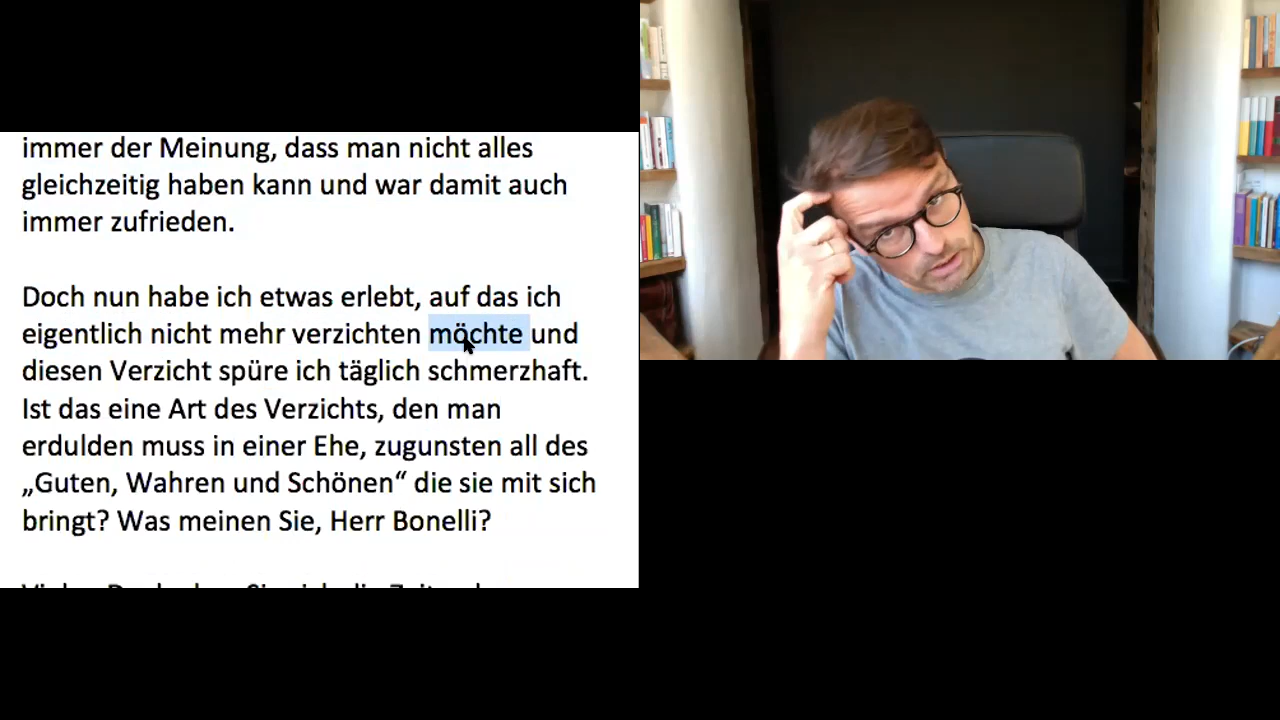 immer der Meinung, dass man nicht alles
gleichzeitig haben kann und war damit auch
immer zufrieden.
Doch nun habe ich etwas erlebt, auf das ich
eigentlich nicht mehr verzichten möchte und
diesen Verzicht spüre ich täglich schmerzhaft.
Ist das eine Art des Verzichts, den man
erdulden muss in einer Ehe, zugunsten all des
„Guten, Wahren und Schönen“ die sie mit sich
bringt? Was meinen Sie, Herr Bonelli?